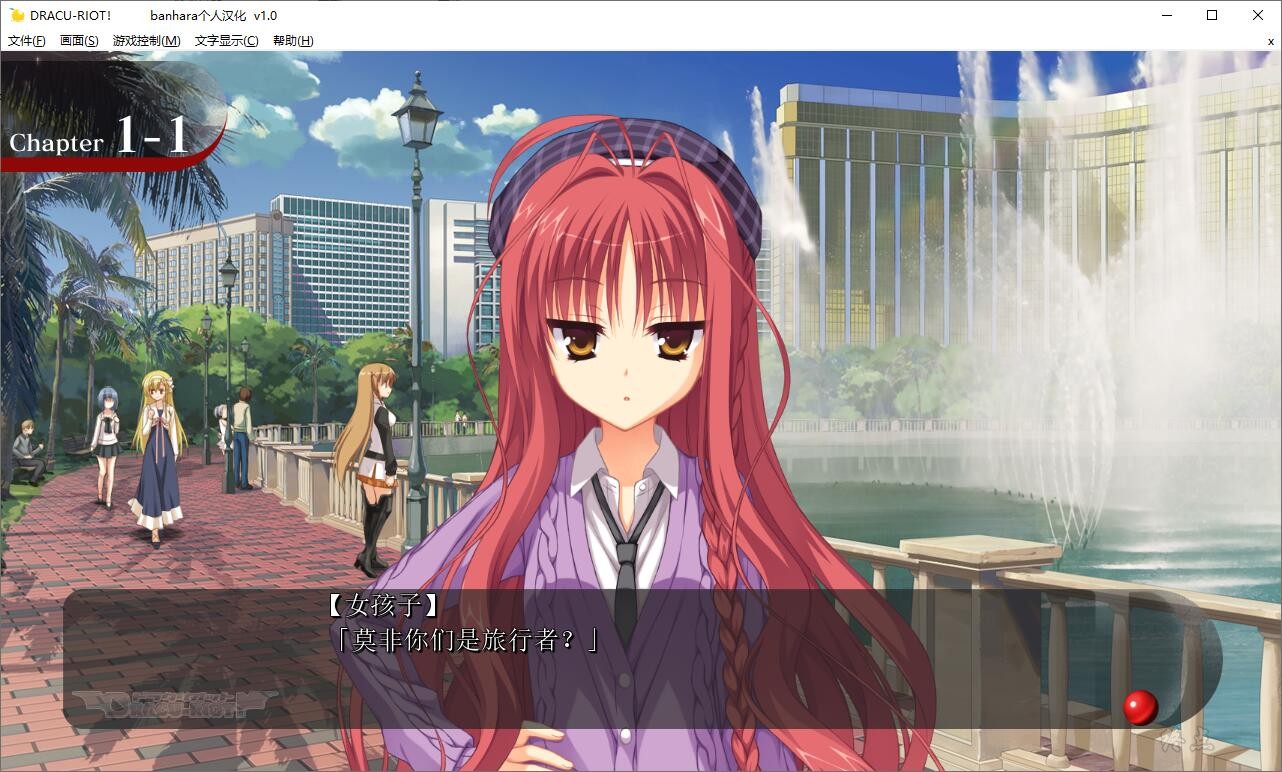 DRACU-RIOT! banhara个人汉化 v1.0
文件(F) 画面(S) 游戏控制(M) 文字显示(C) 帮助(H) x
Chapter 1-1
【女孩子】
「莫非你们是旅行者？」
DRACU-RIOT!